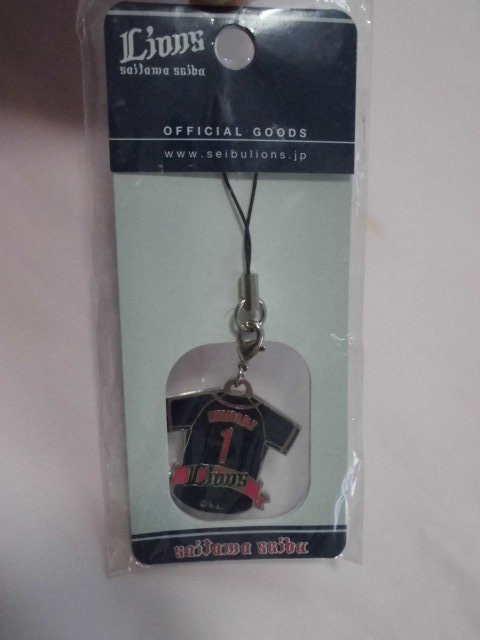 Lions
saitama seibu
OFFICIAL GOODS
www.seibulions.jp
1
Lions
saitama seibu